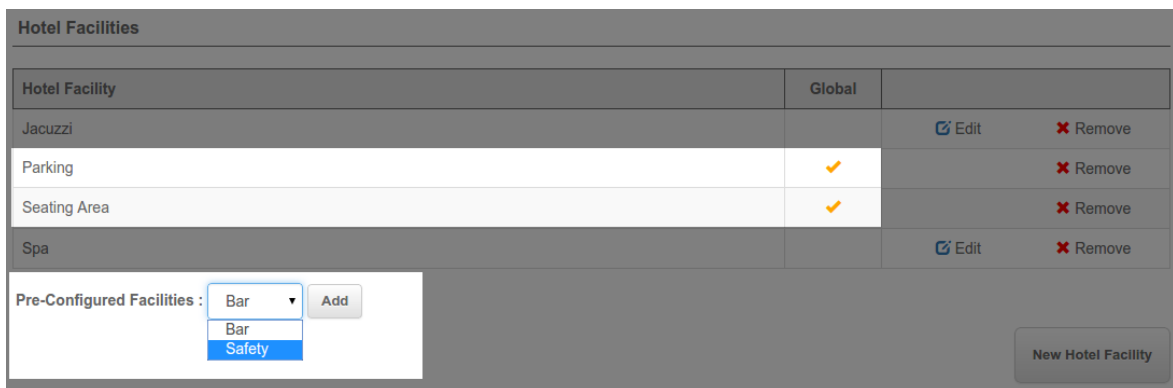 Hotel Facilities
Hotel Facility Global
Jacuzzi Edit Remove
Parking Remove
Seating Area Remove
Spa Edit Remove
Pre-Configured Facilities : Bar Add
Bar
Safety
New Hotel Facility